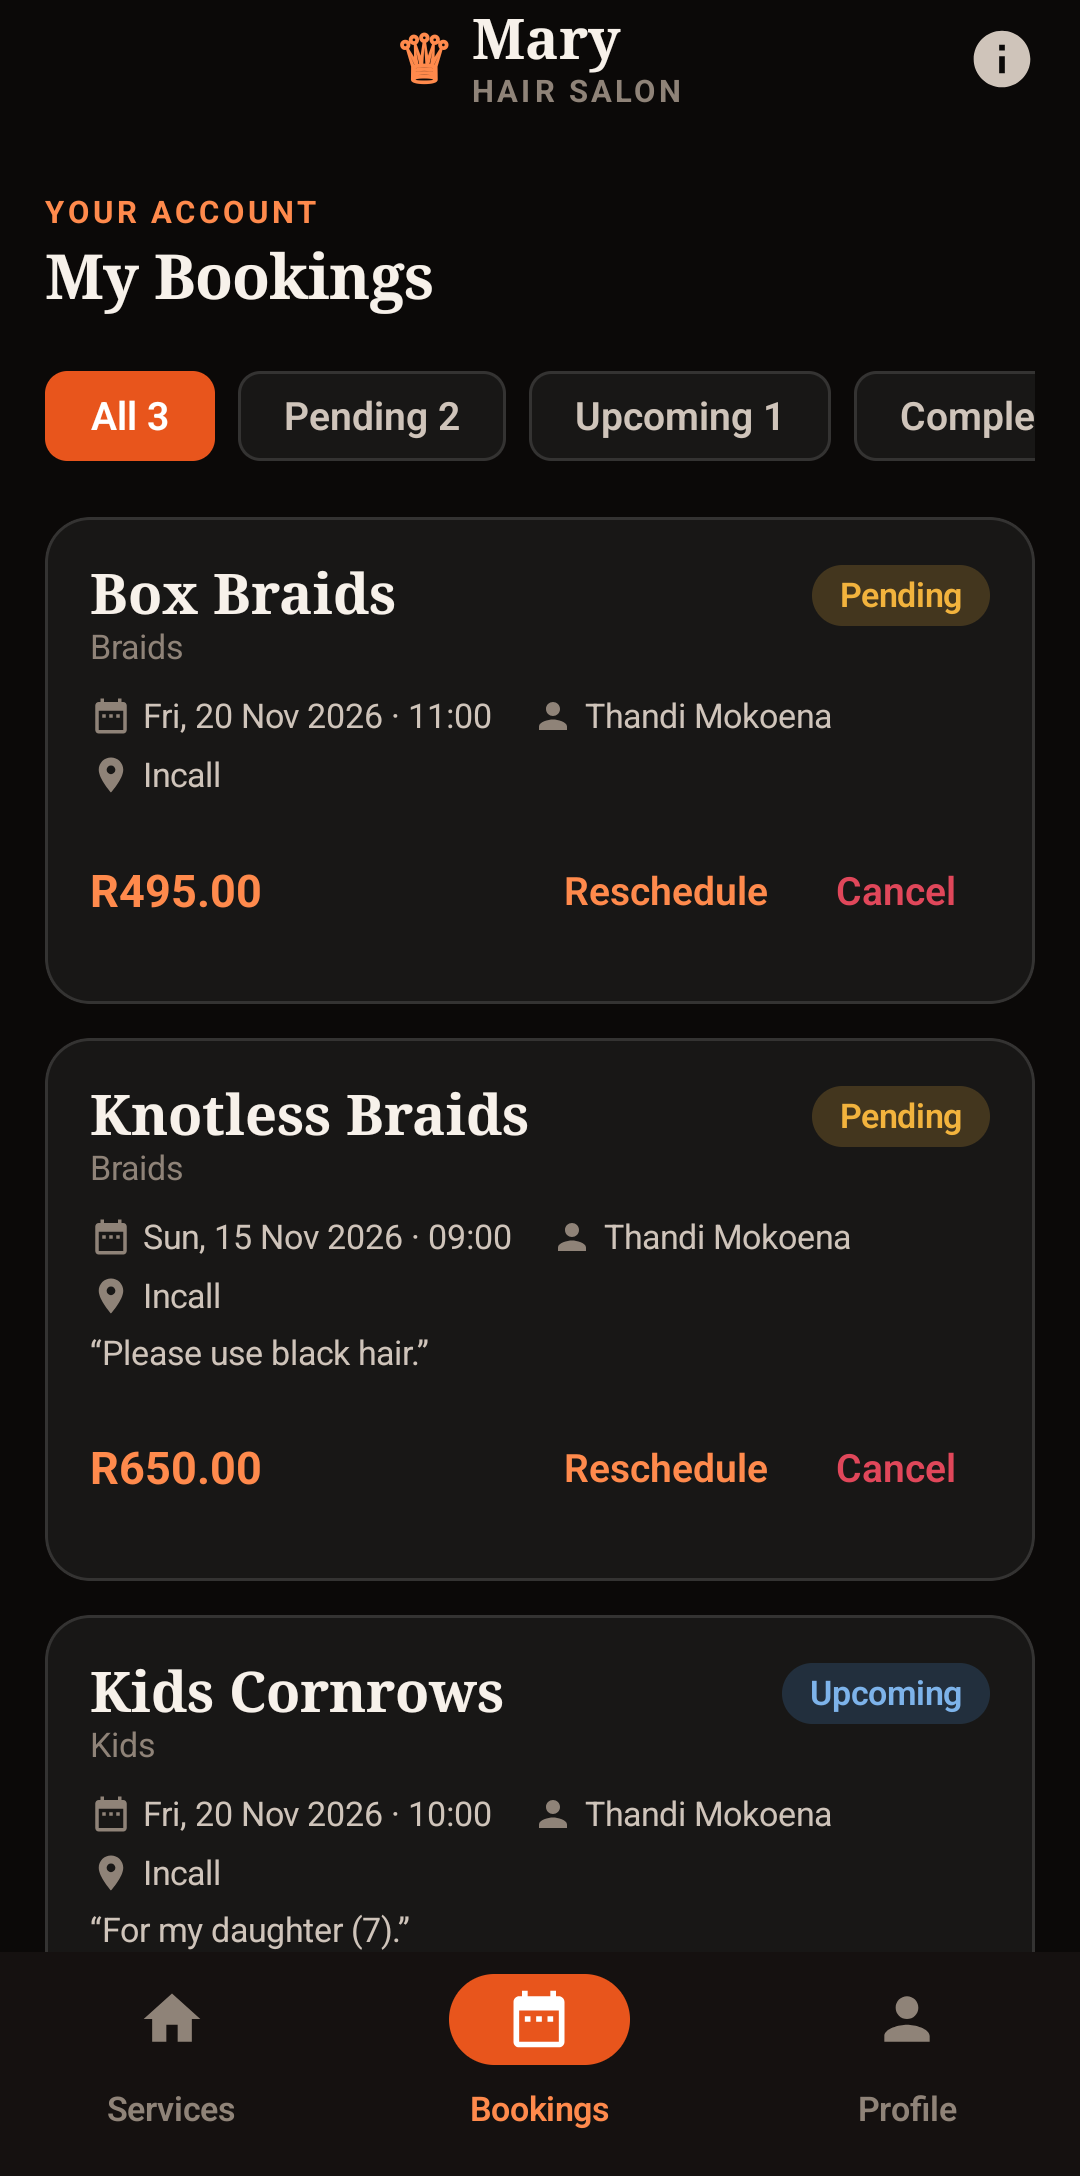 Mary
HAIR SALON
YOUR ACCOUNT
My Bookings
All 3
Pending 2
Upcoming 1
Comple
Box Braids
Pending
Braids
Fri, 20 Nov 2026 · 11:00
Thandi Mokoena
Incall
R495.00
Reschedule
Cancel
Knotless Braids
Pending
Braids
Sun, 15 Nov 2026 · 09:00
Thandi Mokoena
Incall
“Please use black hair.”
R650.00
Reschedule
Cancel
Kids Cornrows
Upcoming
Kids
Fri, 20 Nov 2026 · 10:00
Thandi Mokoena
Incall
“For my daughter (7).”
Services
Bookings
Profile